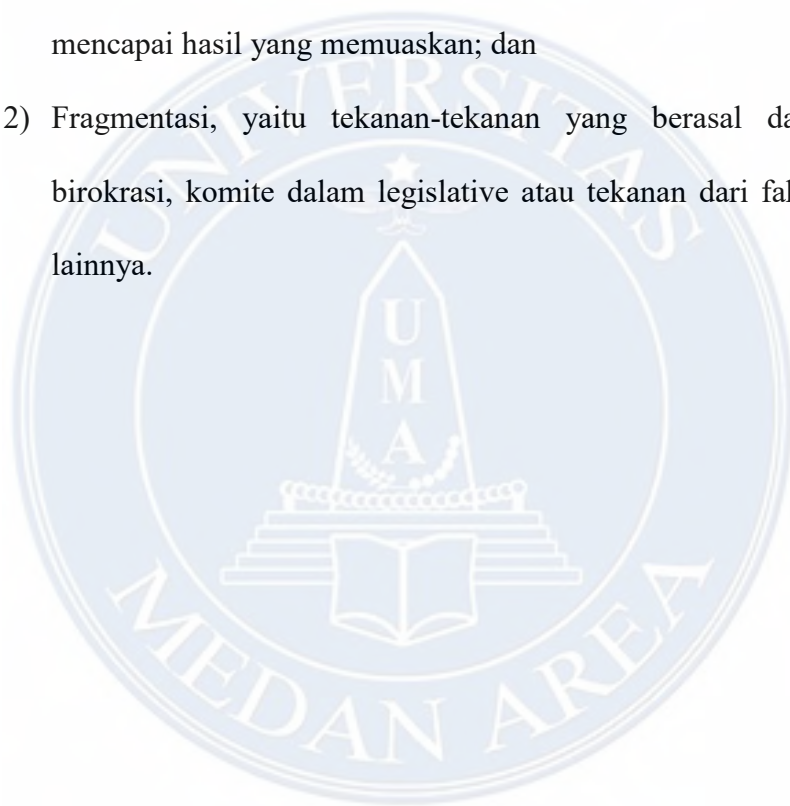 mencapai hasil yang memuaskan; dan
2) Fragmentasi, yaitu tekanan-tekanan yang berasal
birokrasi, komite dalam legislative atau tekanan dari
lainnya.
UNIVERSITAS
U
M
A
MEDAN AREA